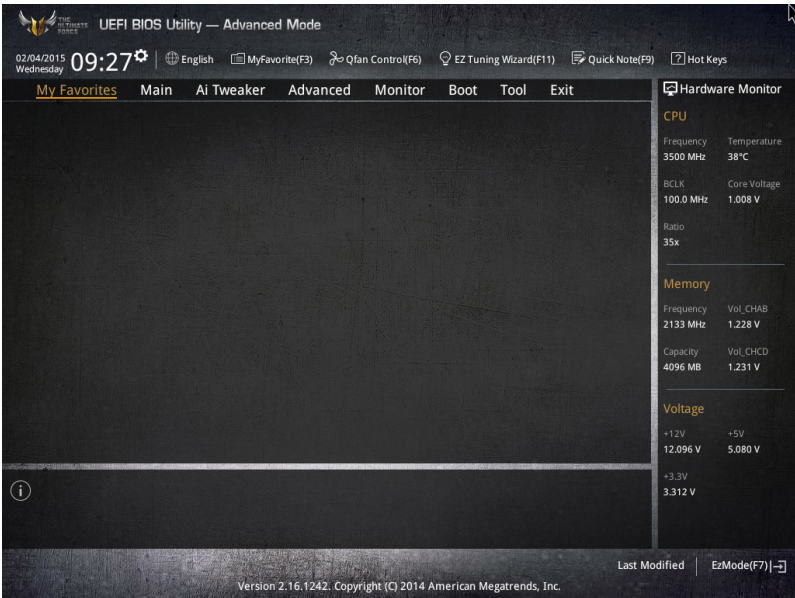 THE ULTIMATE FORCE UEFI BIOS Utility — Advanced Mode
02/04/2015 Wednesday 09:27 English MyFavorite(F3) Qfan Control(F6) EZ Tuning Wizard(F11) Quick Note(F9) ? Hot Keys
My Favorites Main Ai Tweaker Advanced Monitor Boot Tool Exit
Hardware Monitor
CPU
Frequency Temperature
3500 MHz 38°C
BCLK Core Voltage
100.0 MHz 1.008 V
Ratio
35x
Memory
Frequency Vol_CHAB
2133 MHz 1.228 V
Capacity Vol_CHCD
4096 MB 1.231 V
Voltage
+12V +5V
12.096 V 5.080 V
+3.3V
3.312 V
i
Last Modified EzMode(F7)
Version 2.16.1242. Copyright (C) 2014 American Megatrends, Inc.